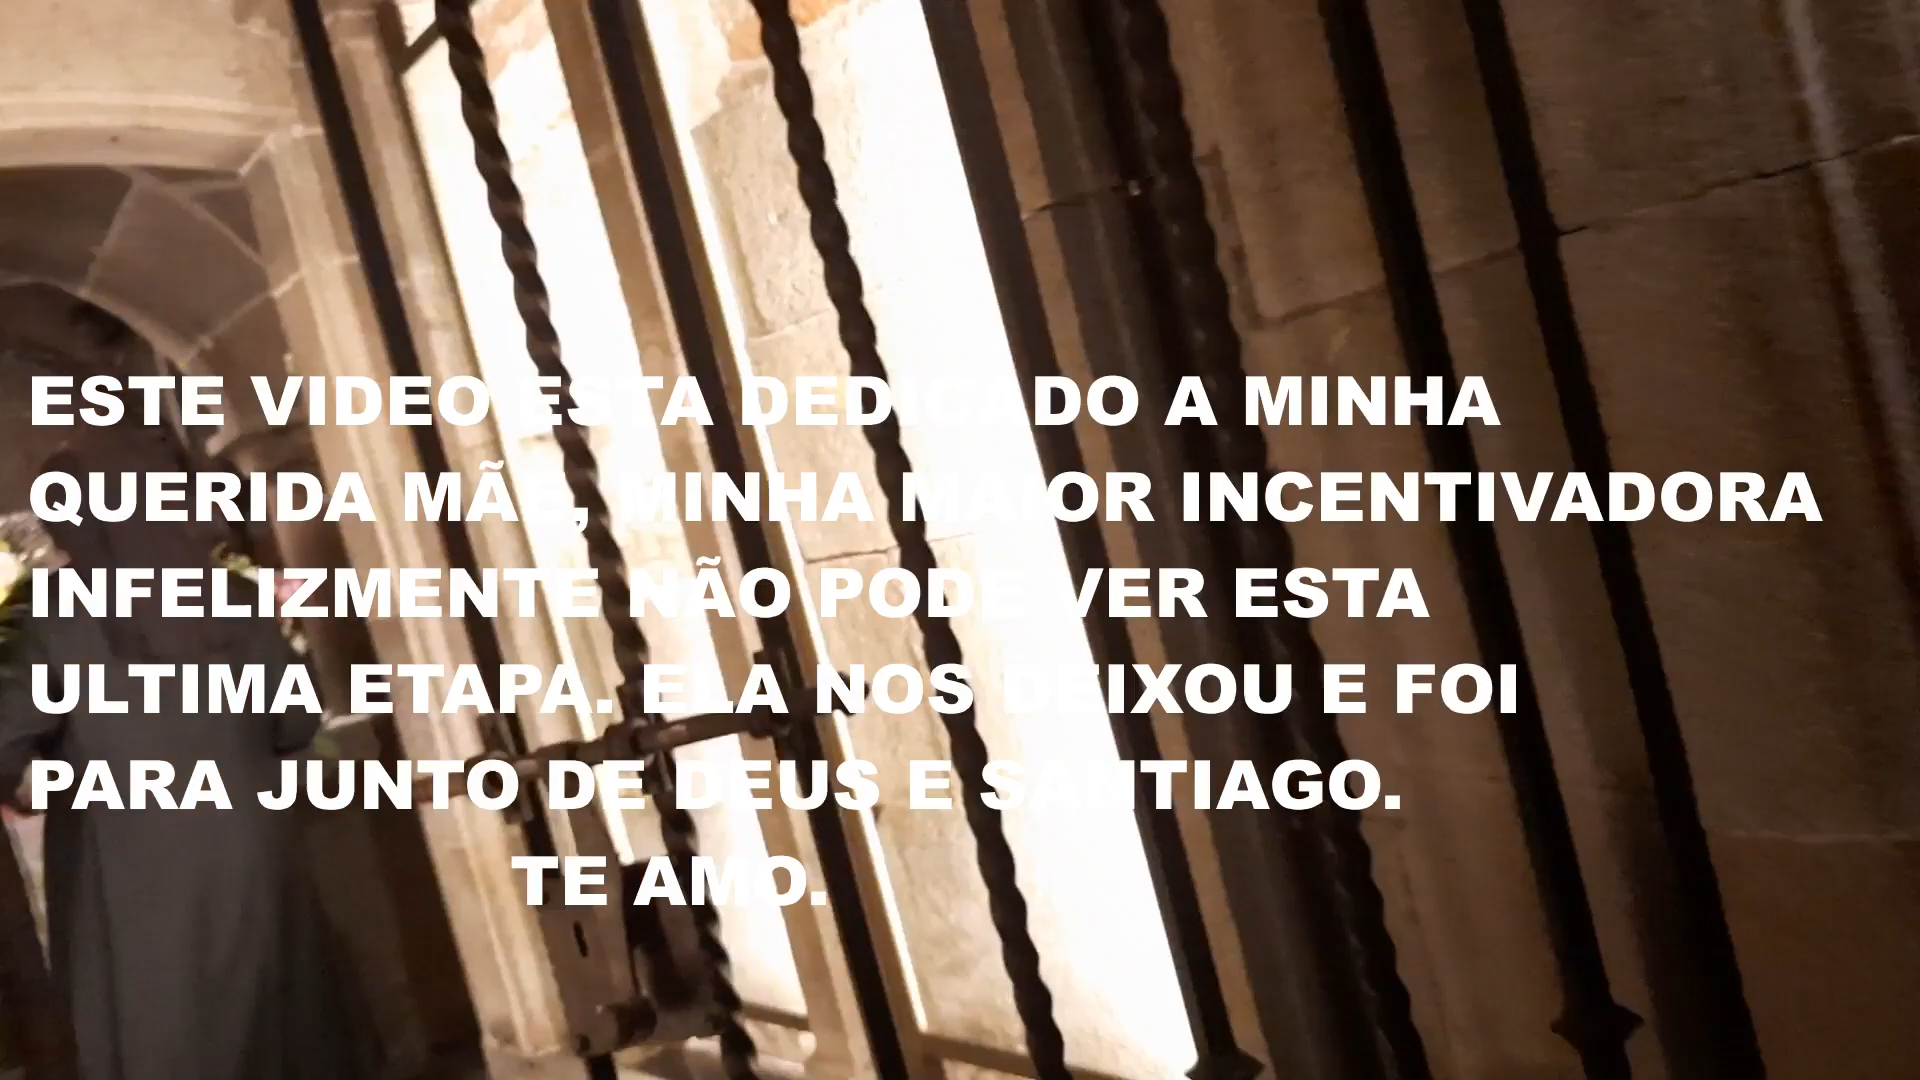 ESTE VIDEO ESTA DEDICADO A MINHA
QUERIDA MÃE, MINHA MAIOR INCENTIVADORA
INFELIZMENTE NÃO PODE VER ESTA
ULTIMA ETAPA. ELA NOS DEIXOU E FOI
PARA JUNTO DE DEUS E SANTIAGO.
TE AMO.